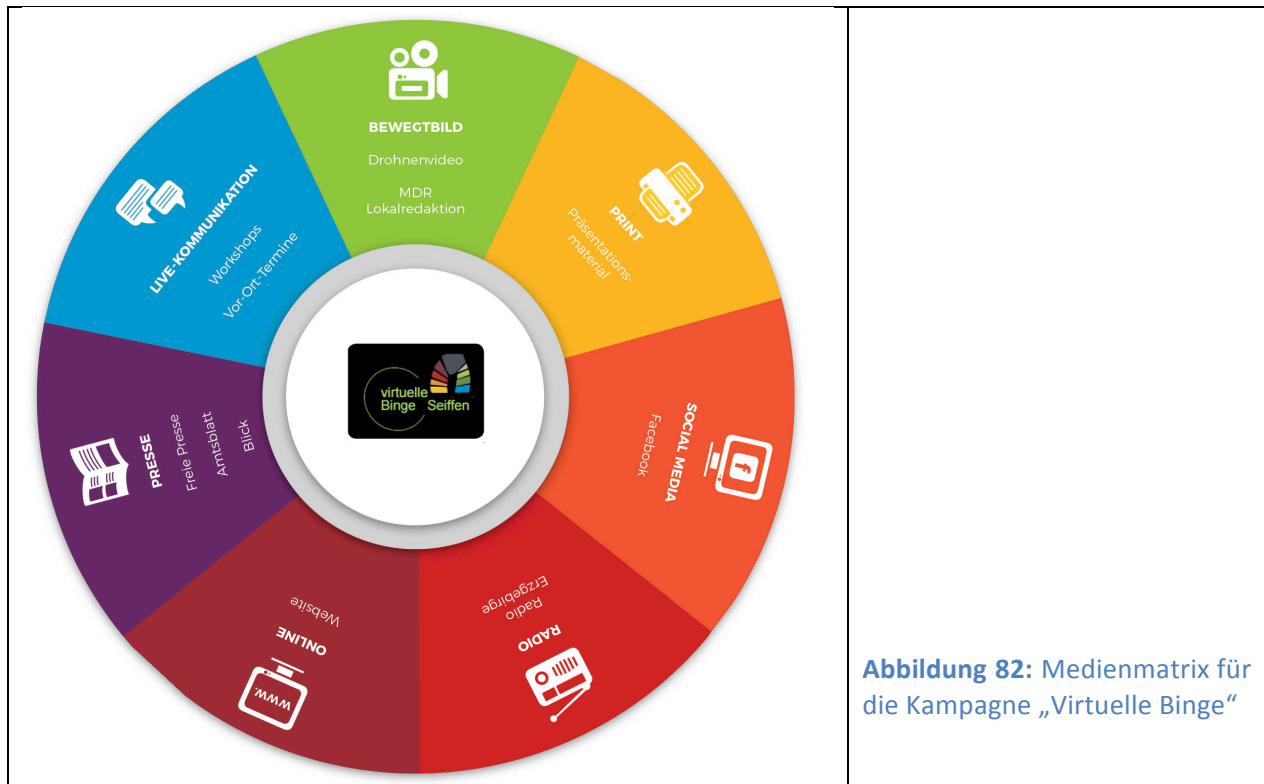 BEWEGTBILD
Drohnenvideo
MDR
Lokalredaktion
PRINT
Präsentations-
material
SOCIAL MEDIA
Facebook
f
RADIO
Radio
Erzgebirge
ONLINE
Website
www.
PRESSE
Freie Presse
Amtsblatt
Blick
LIVE-KOMMUNIKATION
Workshops
Vor-Ort-Termine
virtuelle
Binge Seiffen
Abbildung 82: Medienmatrix für
die Kampagne „Virtuelle Binge“